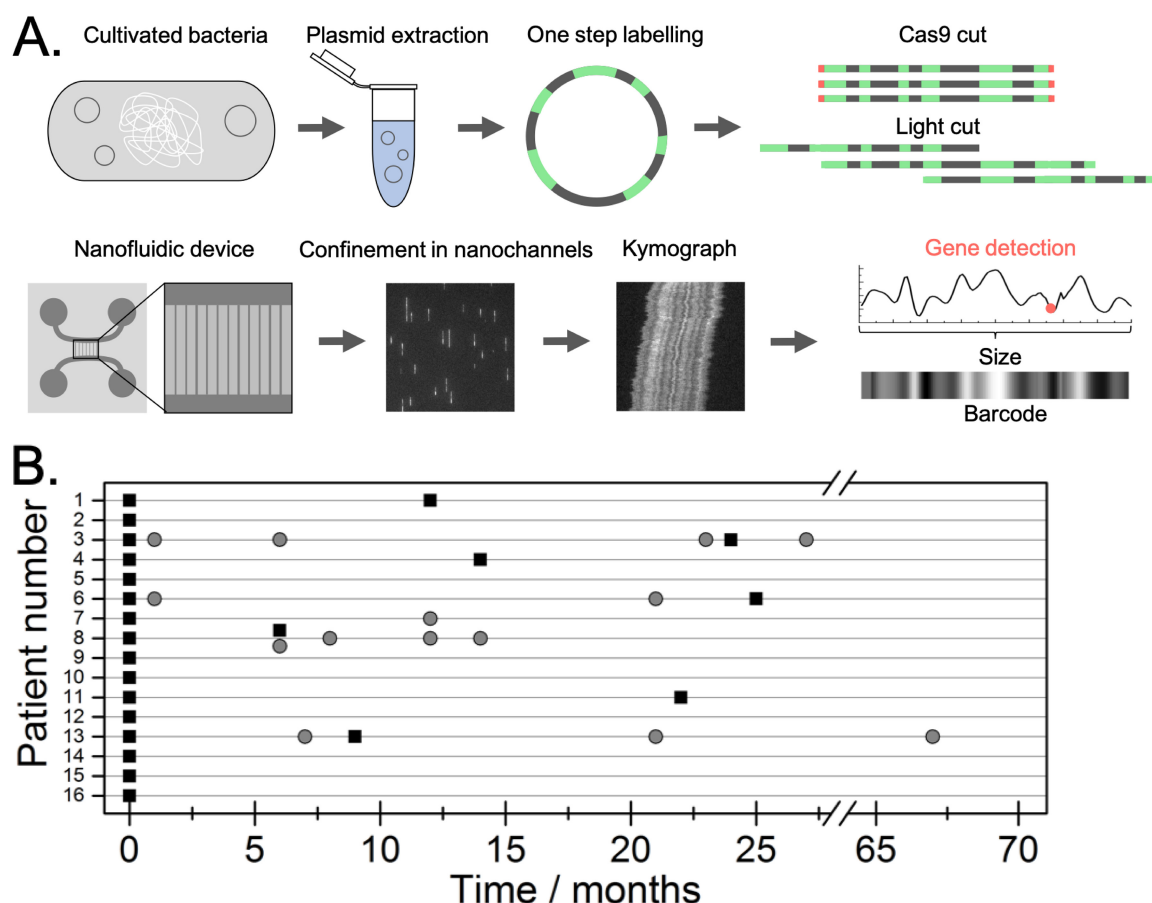 A.
Cultivated bacteria
Plasmid extraction
One step labelling
Cas9 cut
Light cut
Nanofluidic device
Confinement in nanochannels
Kymograph
Gene detection
Size
Barcode
B.
Patient number
1
2
3
4
5
6
7
8
9
10
11
12
13
14
15
16
0 5 10 15 20 25 65 70
Time / months